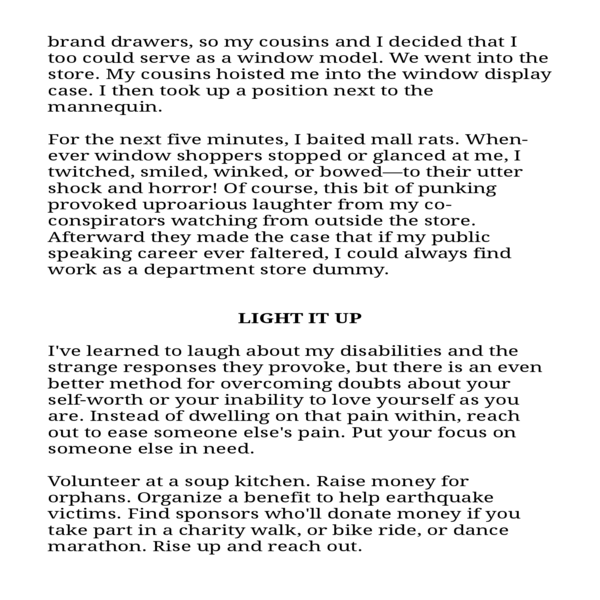 brand drawers, so my cousins and I decided that I
too could serve as a window model. We went into the
store. My cousins hoisted me into the window display
case. I then took up a position next to the
mannequin.
For the next five minutes, I baited mall rats. When-
ever window shoppers stopped or glanced at me, I
twitched, smiled, winked, or bowed—to their utter
shock and horror! Of course, this bit of punking
provoked uproarious laughter from my co-
conspirators watching from outside the store.
Afterward they made the case that if my public
speaking career ever faltered, I could always find
work as a department store dummy.
LIGHT IT UP
I've learned to laugh about my disabilities and the
strange responses they provoke, but there is an even
better method for overcoming doubts about your
self-worth or your inability to love yourself as you
are. Instead of dwelling on that pain within, reach
out to ease someone else's pain. Put your focus on
someone else in need.
Volunteer at a soup kitchen. Raise money for
orphans. Organize a benefit to help earthquake
victims. Find sponsors who'll donate money if you
take part in a charity walk, or bike ride, or dance
marathon. Rise up and reach out.